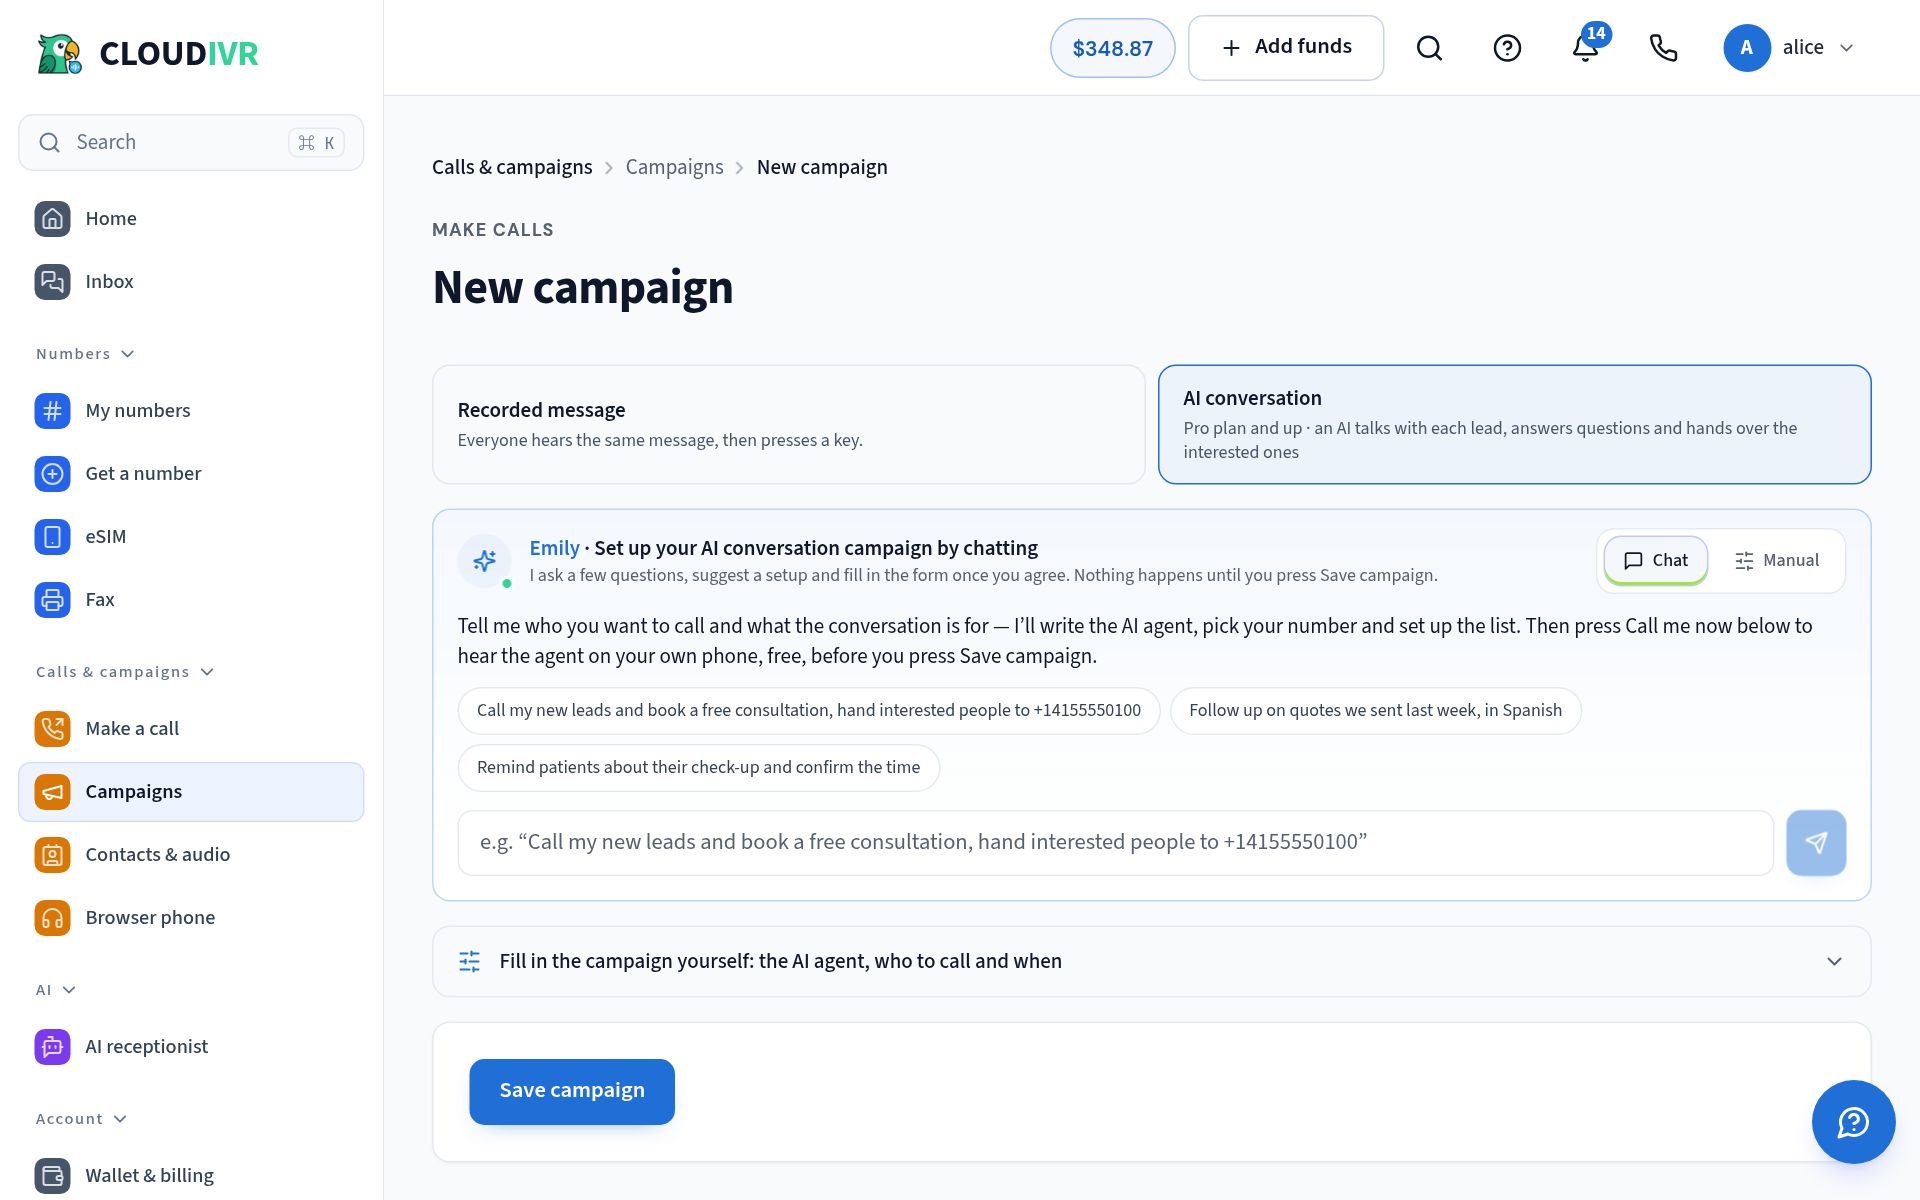 CLOUDIVR
$348.87
Add funds
14
A
alice
Search
⌘ K
Home
Inbox
Numbers
My numbers
Get a number
eSIM
Fax
Calls & campaigns
Make a call
Campaigns
Contacts & audio
Browser phone
AI
AI receptionist
Account
Wallet & billing
Calls & campaigns > Campaigns > New campaign
MAKE CALLS
New campaign
Recorded message
Everyone hears the same message, then presses a key.
AI conversation
Pro plan and up · an AI talks with each lead, answers questions and hands over the
interested ones
Emily · Set up your AI conversation campaign by chatting
I ask a few questions, suggest a setup and fill in the form once you agree. Nothing happens until you press Save campaign.
Chat
Manual
Tell me who you want to call and what the conversation is for — I’ll write the AI agent, pick your number and set up the list. Then press Call me now below to
hear the agent on your own phone, free, before you press Save campaign.
Call my new leads and book a free consultation, hand interested people to +14155550100
Follow up on quotes we sent last week, in Spanish
Remind patients about their check-up and confirm the time
e.g. “Call my new leads and book a free consultation, hand interested people to +14155550100”
Fill in the campaign yourself: the AI agent, who to call and when
Save campaign